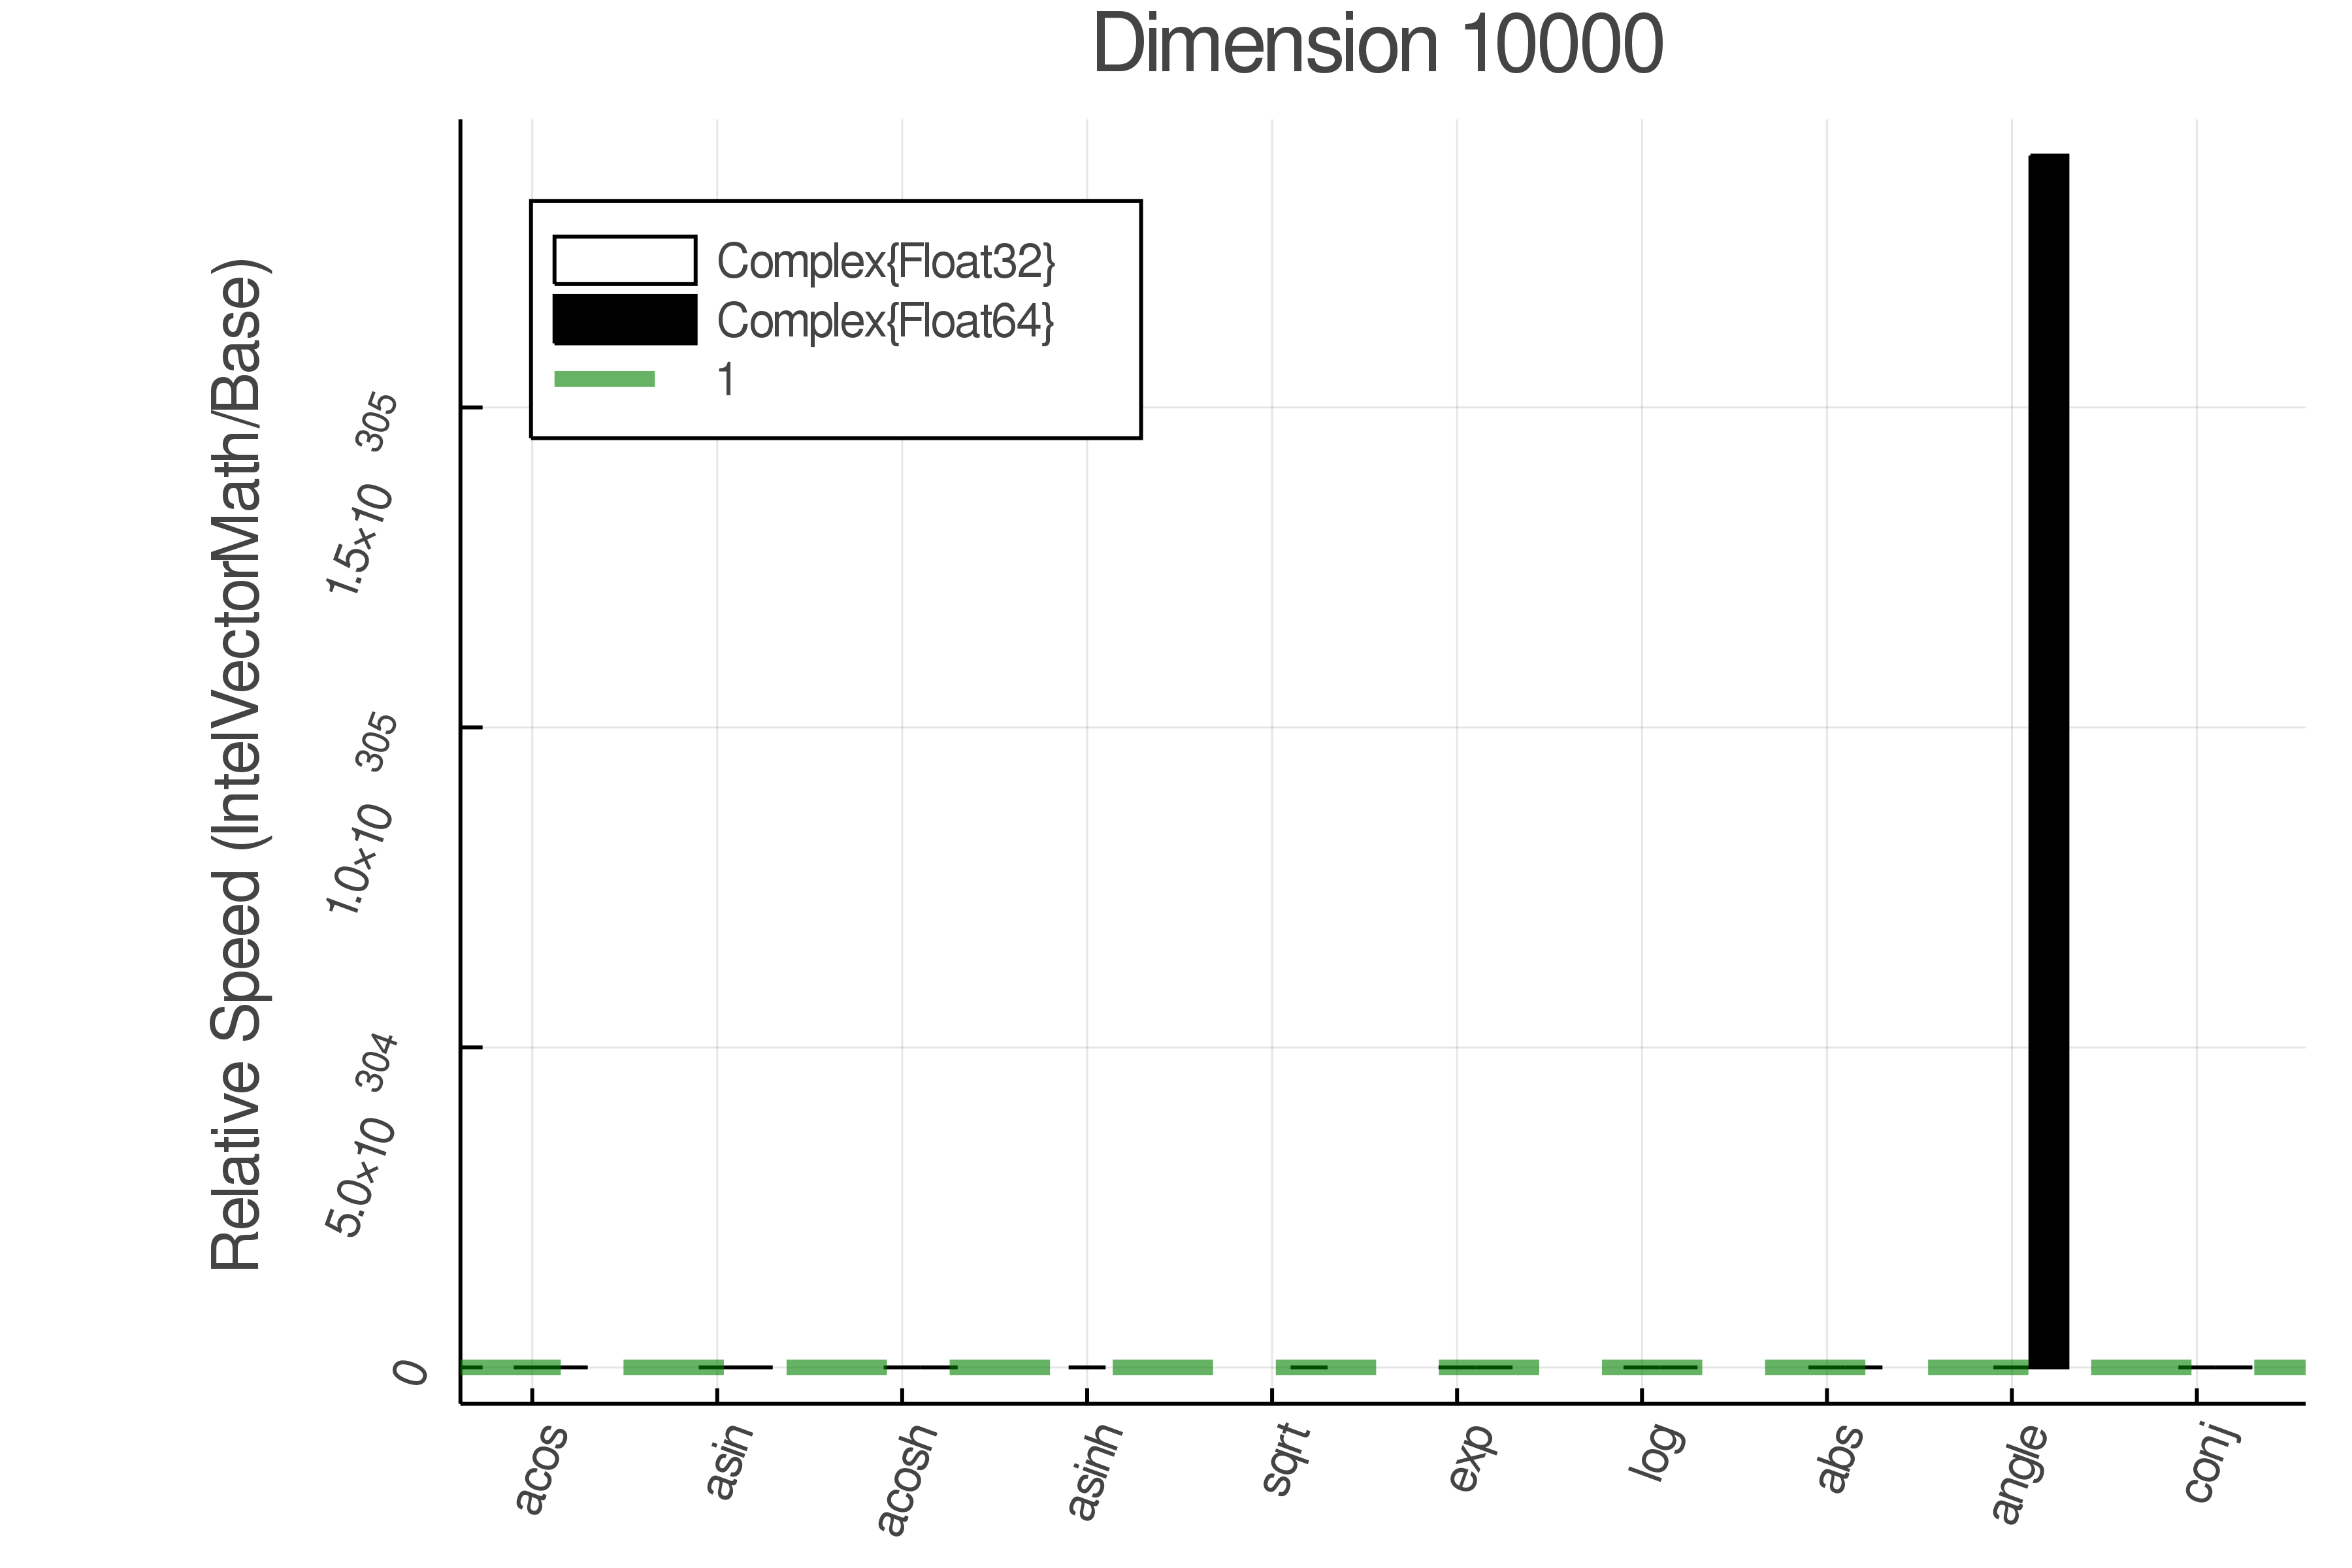 Dimension 10000
Relative Speed (IntelVectorMath/Base)
Complex{Float32}
Complex{Float64}
1
1.5×10 305
1.0×10 305
5.0×10 304
0
acos
asin
acosh
asinh
sqrt
exp
log
abs
angle
conj